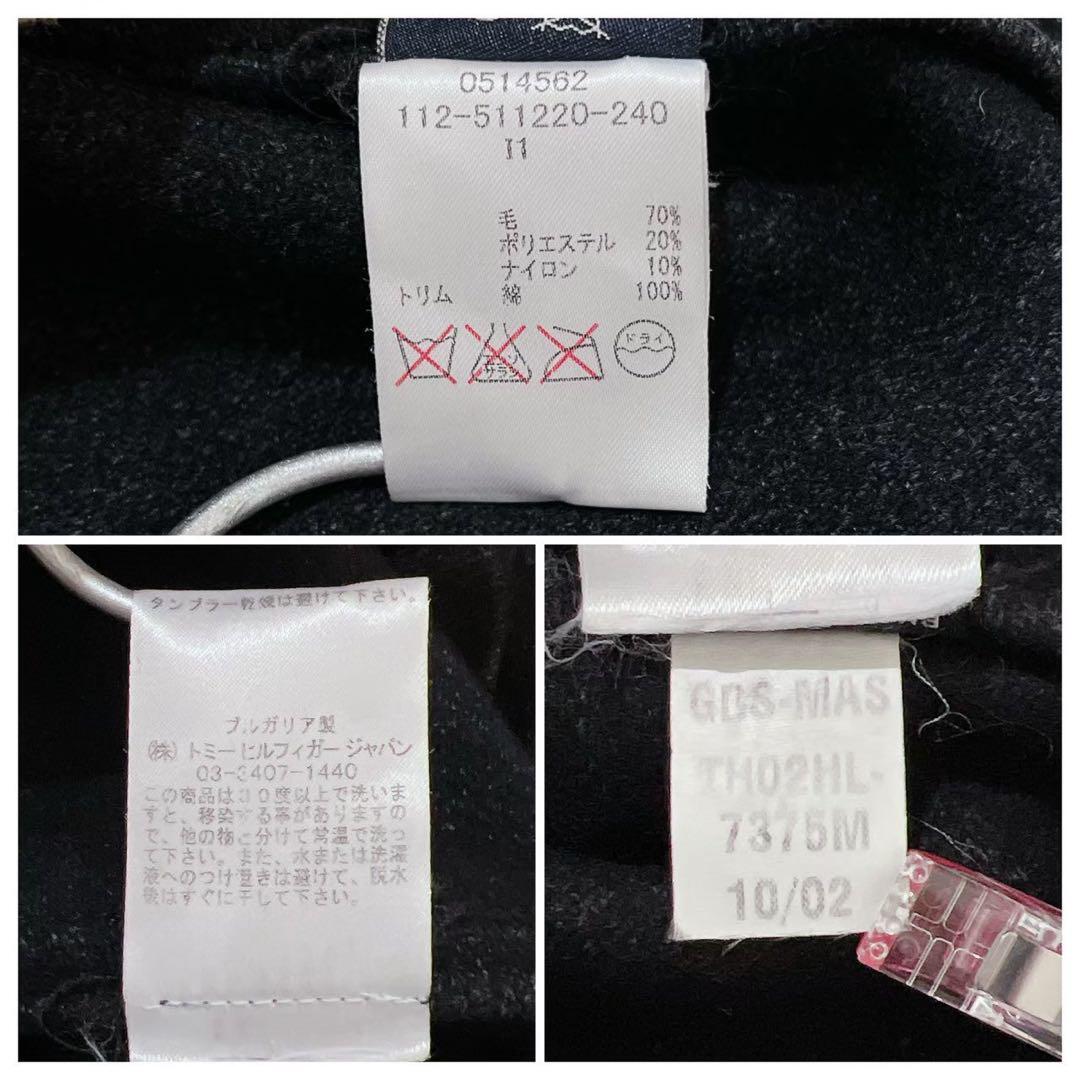 0514562
112-511220-240
I1
毛 70%
ポリエステル 20%
ナイロン 10%
トリム 綿 100%
エンソ
サラシ
ドライ
タンブラー乾燥は避けて下さい。
ブルガリア製
(株)トミーヒルフィガージャパン
03-3407-1440
この商品は30度以上で洗いま
すと、移染する事がありますの
で、他の物と分けて常温で洗っ
て下さい。また、水または洗濯
液へのつけ置きは避けて、脱水
後はすぐに干して下さい。
GDS-MAS
TH02HL-
7375M
10/02